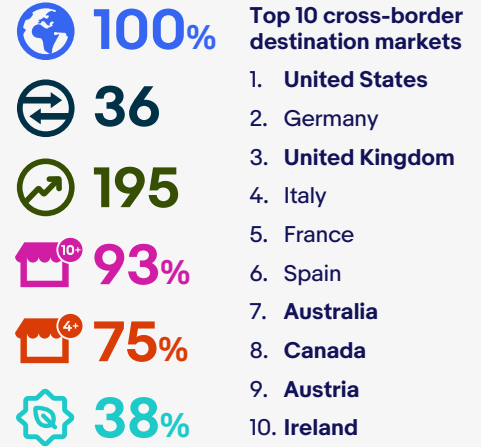 100%
36
195
10+
93%
4+
75%
38%
Top 10 cross-border
destination markets
1. United States
2. Germany
3. United Kingdom
4. Italy
5. France
6. Spain
7. Australia
8. Canada
9. Austria
10. Ireland